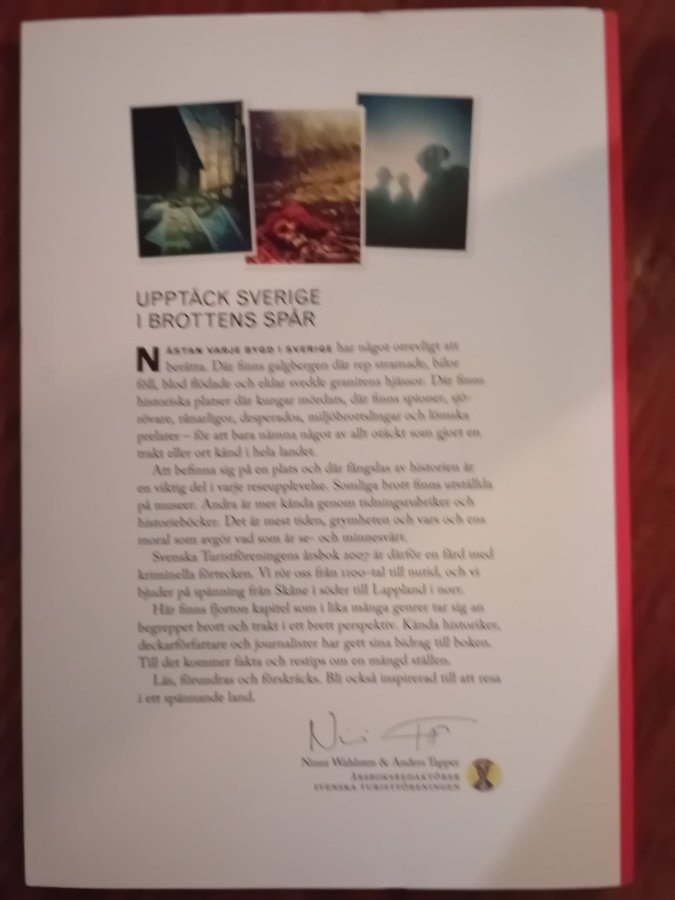 UPPTÄCK SVERIGE
I BROTTENS SPÅR
NÄSTAN VARJE BYGD I SVERIGE har något otrevligt att
berätta. Där finns galgbergen där rep stramade, bilor
föll, blod flödade och eldar svedde granitens hjässor. Där finns
historiska platser där kungar mördats, där finns spioner, sjö-
rövare, rånarligor, desperados, miljöbrottslingar och lömska
prelater – för att bara nämna något av allt otäckt som gjort en
trakt eller ort känd i hela landet.
Att befinna sig på en plats och där fängslas av historien är
en viktig del i varje reseupplevelse. Somliga brott finns utställda
på museer. Andra är mer kända genom tidningsrubriker och
historieböcker. Det är mest tiden, grymheten och vars och ens
moral som avgör vad som är se- och minnesvärt.
Svenska Turistföreningens årsbok 2007 är därför en färd med
kriminella förtecken. Vi rör oss från 1100-tal till nutid, och vi
bjuder på spänning från Skåne i söder till Lappland i norr.
Här finns fjorton kapitel som i lika många genrer tar sig an
begreppet brott och trakt i ett brett perspektiv. Kända historiker,
deckarförfattare och journalister har gett sina bidrag till boken.
Till det kommer fakta och restips om en mängd ställen.
Läs, förundras och förskräcks. Bli också inspirerad till att resa
i ett spännande land.
& Anders Tapper
ÅRSBOKSREDAKTÖRER
SVENSKA TURISTFÖRENINGEN